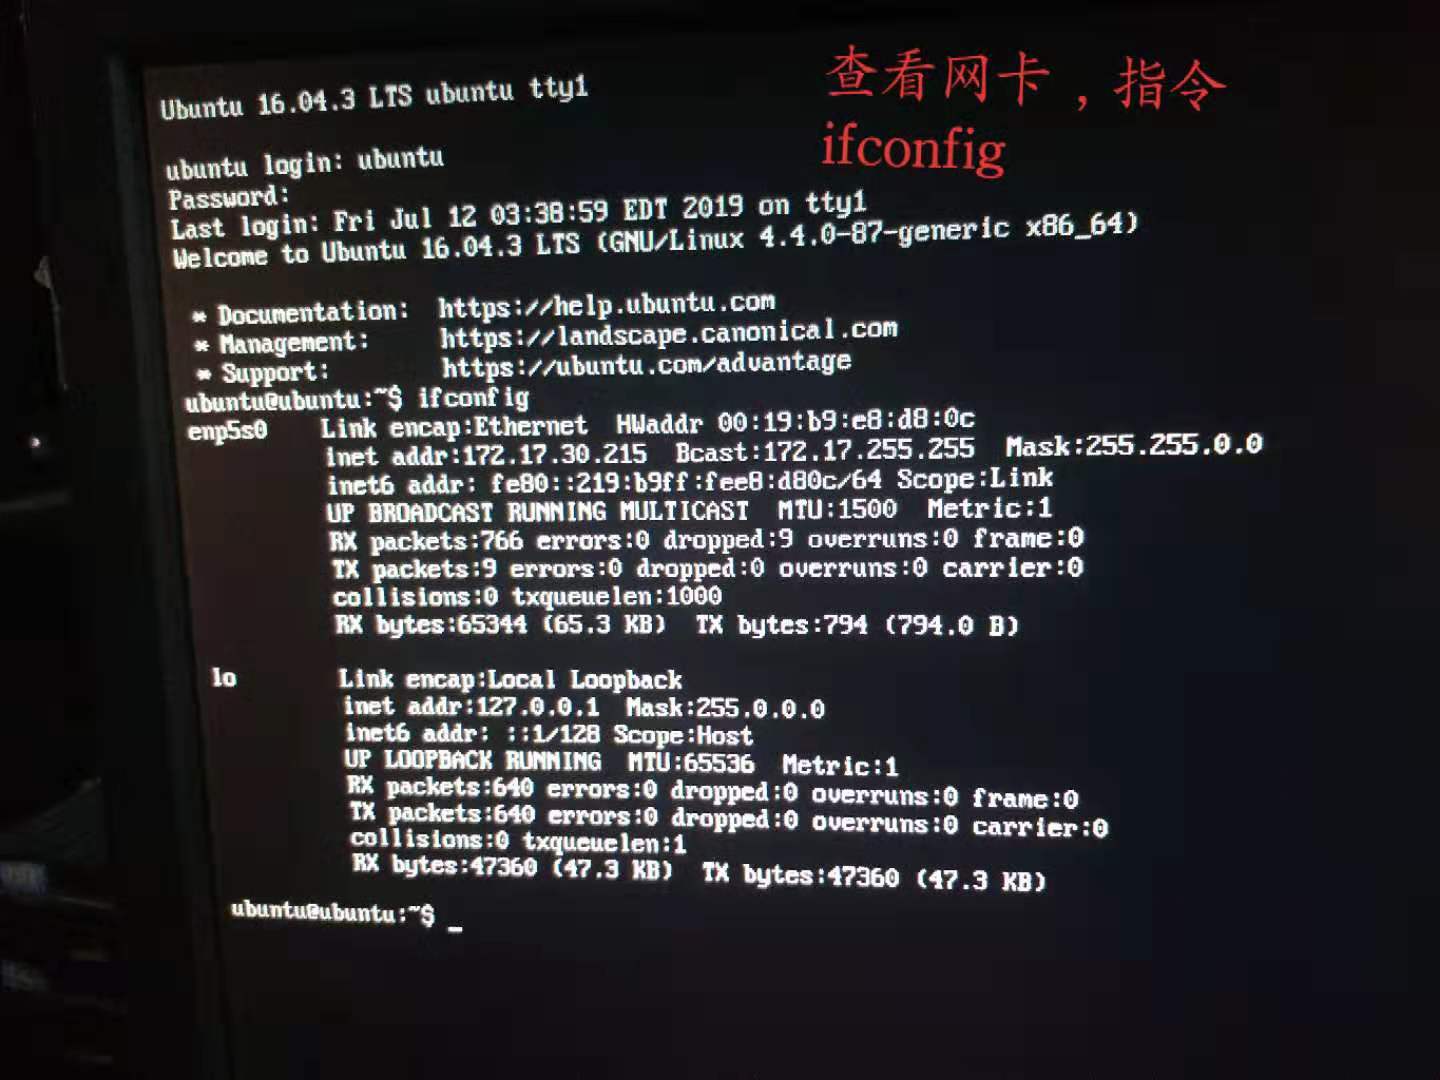 查看网卡，指令
ifconfig
Ubuntu 16.04.3 LTS ubuntu tty1
ubuntu login: ubuntu
Password:
Last login: Fri Jul 12 03:38:59 EDT 2019 on tty1
Welcome to Ubuntu 16.04.3 LTS (GNU/Linux 4.4.0-87-generic x86_64)
* Documentation:  https://help.ubuntu.com
* Management:     https://landscape.canonical.com
* Support:        https://ubuntu.com/advantage
ubuntu@ubuntu:~$ ifconfig
enp5s0    Link encap:Ethernet  HWaddr 00:19:b9:e8:d8:0c
inet addr:172.17.30.215  Bcast:172.17.255.255  Mask:255.255.0.0
inet6 addr: fe80::219:b9ff:fee8:d80c/64 Scope:Link
UP BROADCAST RUNNING MULTICAST  MTU:1500  Metric:1
RX packets:766 errors:0 dropped:9 overruns:0 frame:0
TX packets:9 errors:0 dropped:0 overruns:0 carrier:0
collisions:0 txqueuelen:1000
RX bytes:65344 (65.3 KB)  TX bytes:794 (794.0 B)
lo        Link encap:Local Loopback
inet addr:127.0.0.1  Mask:255.0.0.0
inet6 addr: ::1/128 Scope:Host
UP LOOPBACK RUNNING  MTU:65536  Metric:1
RX packets:640 errors:0 dropped:0 overruns:0 frame:0
TX packets:640 errors:0 dropped:0 overruns:0 carrier:0
collisions:0 txqueuelen:1
RX bytes:47360 (47.3 KB)  TX bytes:47360 (47.3 KB)
ubuntu@ubuntu:~$ _